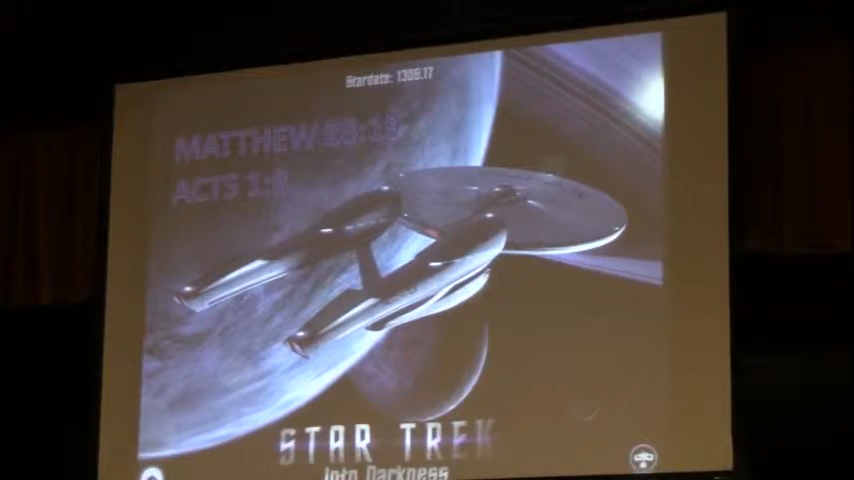 Stardate: 1305.17
MATTHEW 28:19
ACTS 1:8
STAR TREK
Into Darkness